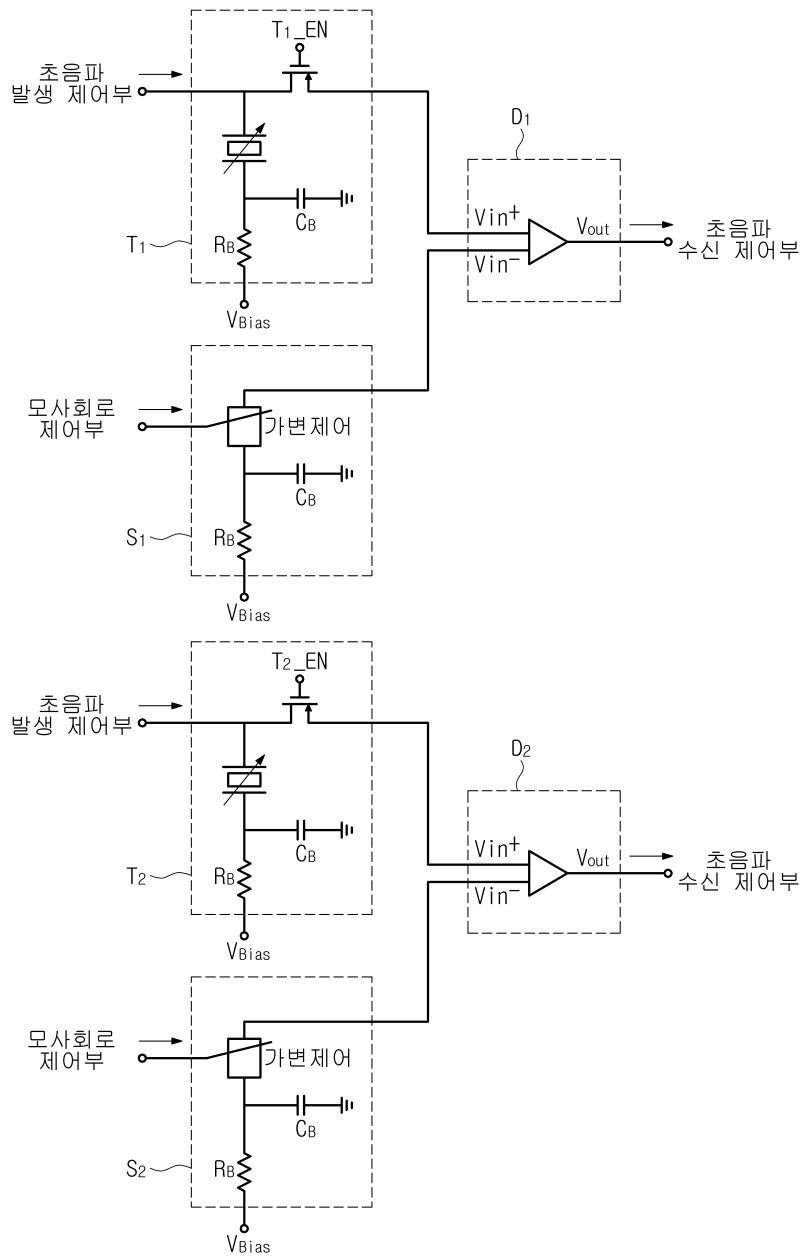 T1_EN
초음파
발생 제어부
D1
Vin+
Vout
초음파
수신 제어부
Vin−
CB
T1
RB
VBias
모사회로
제어부
가변제어
CB
S1
RB
VBias
T2_EN
초음파
발생 제어부
D2
Vin+
Vout
초음파
수신 제어부
Vin−
CB
T2
RB
VBias
모사회로
제어부
가변제어
CB
S2
RB
VBias